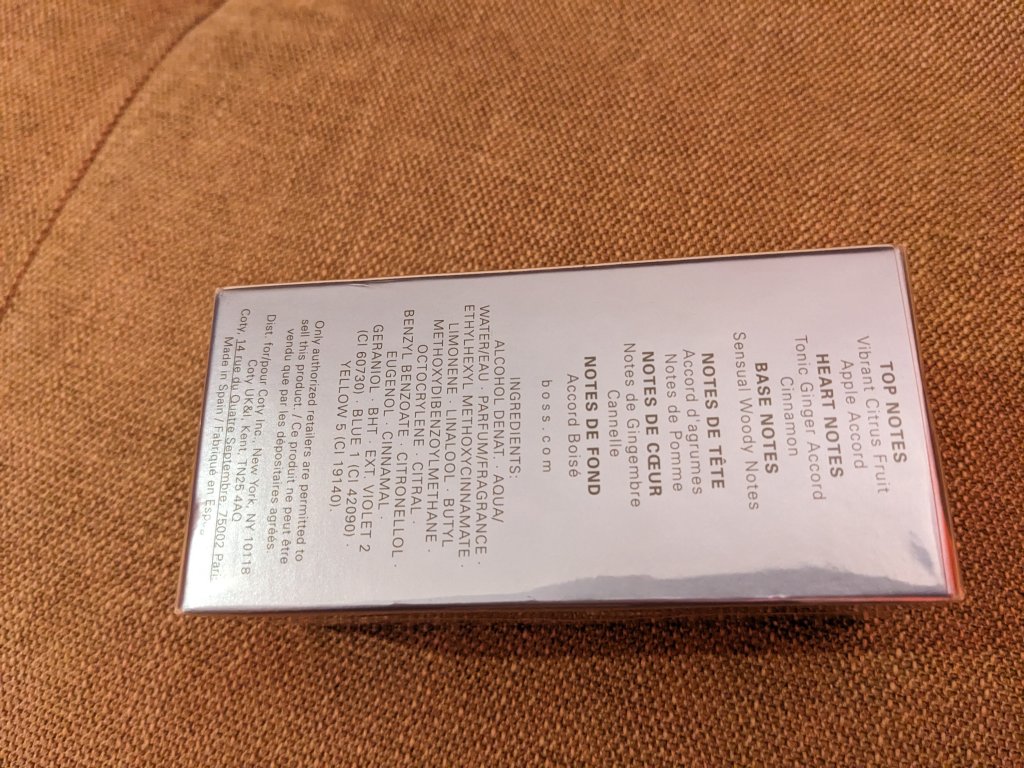 TOP NOTES
Vibrant Citrus Fruit
Apple Accord
HEART NOTES
Tonic Ginger Accord
Cinnamon
BASE NOTES
Sensual Woody Notes
NOTES DE TÊTE
Accord d'agrumes
Notes de Pomme
NOTES DE CŒUR
Notes de Gingembre
Cannelle
NOTES DE FOND
Accord Boisé
boss.com
INGREDIENTS:
ALCOHOL DENAT. · AQUA/
WATER/EAU · PARFUM/FRAGRANCE ·
ETHYLHEXYL METHOXYCINNAMATE ·
LIMONENE · LINALOOL · BUTYL
METHOXYDIBENZOYLMETHANE ·
OCTOCRYLENE · CITRAL ·
BENZYL BENZOATE · CITRONELLOL ·
EUGENOL · CINNAMAL ·
GERANIOL · BHT · EXT. VIOLET 2
(CI 60730) · BLUE 1 (CI 42090) ·
YELLOW 5 (CI 19140).
Only authorized retailers are permitted to
sell this product. / Ce produit ne peut être
vendu que par les dépositaires agréés.
Dist. for/pour Coty Inc., New York, NY 10118
Coty UK&I, Kent, TN25 4AQ
Coty, 14 rue du Quatre Septembre, 75002
Made in Spain / Fabriqué en